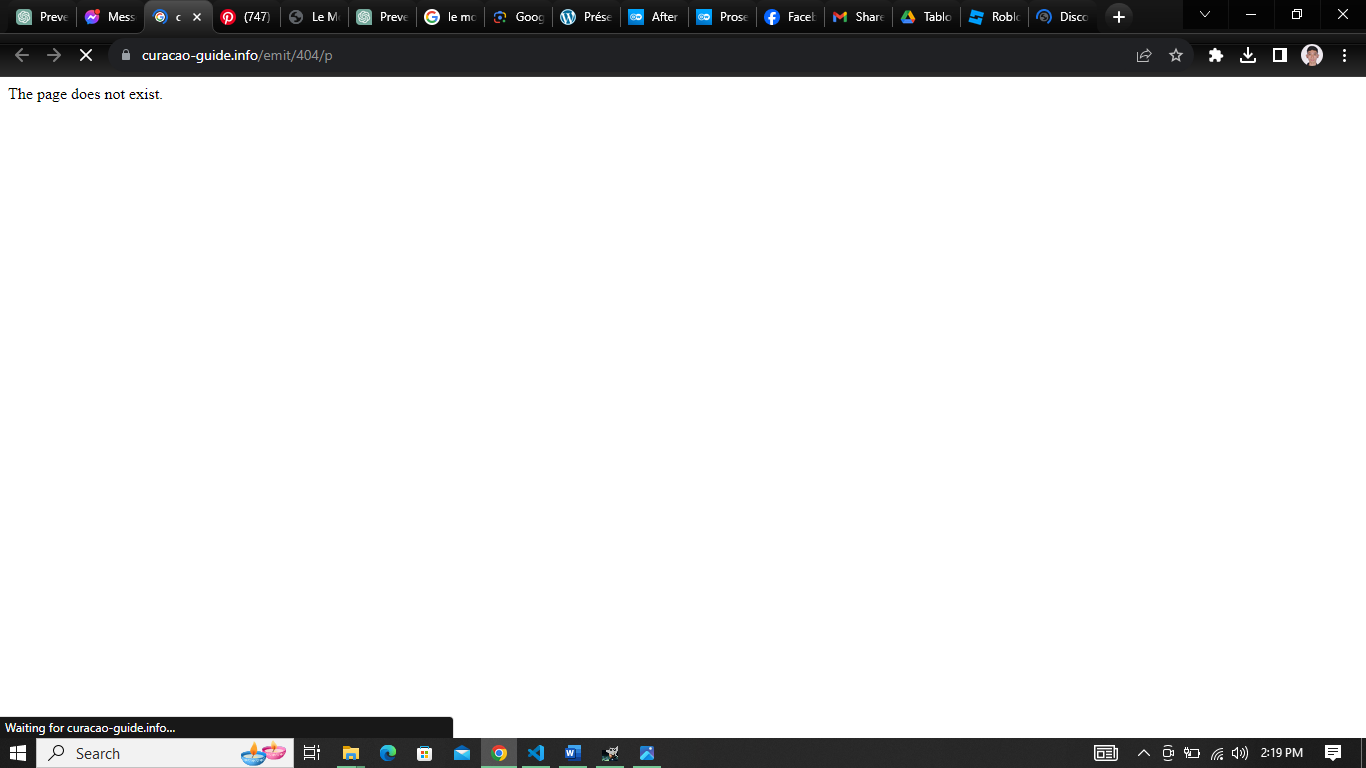 Preve
Mess
c
(747)
Le Mo
Preve
le mo
Goog
Prése
After
Prose
Faceb
Share
Tablo
Roblo
Disco
curacao-guide.info/emit/404/p
The page does not exist.
Waiting for curacao-guide.info...
Search
2:19 PM